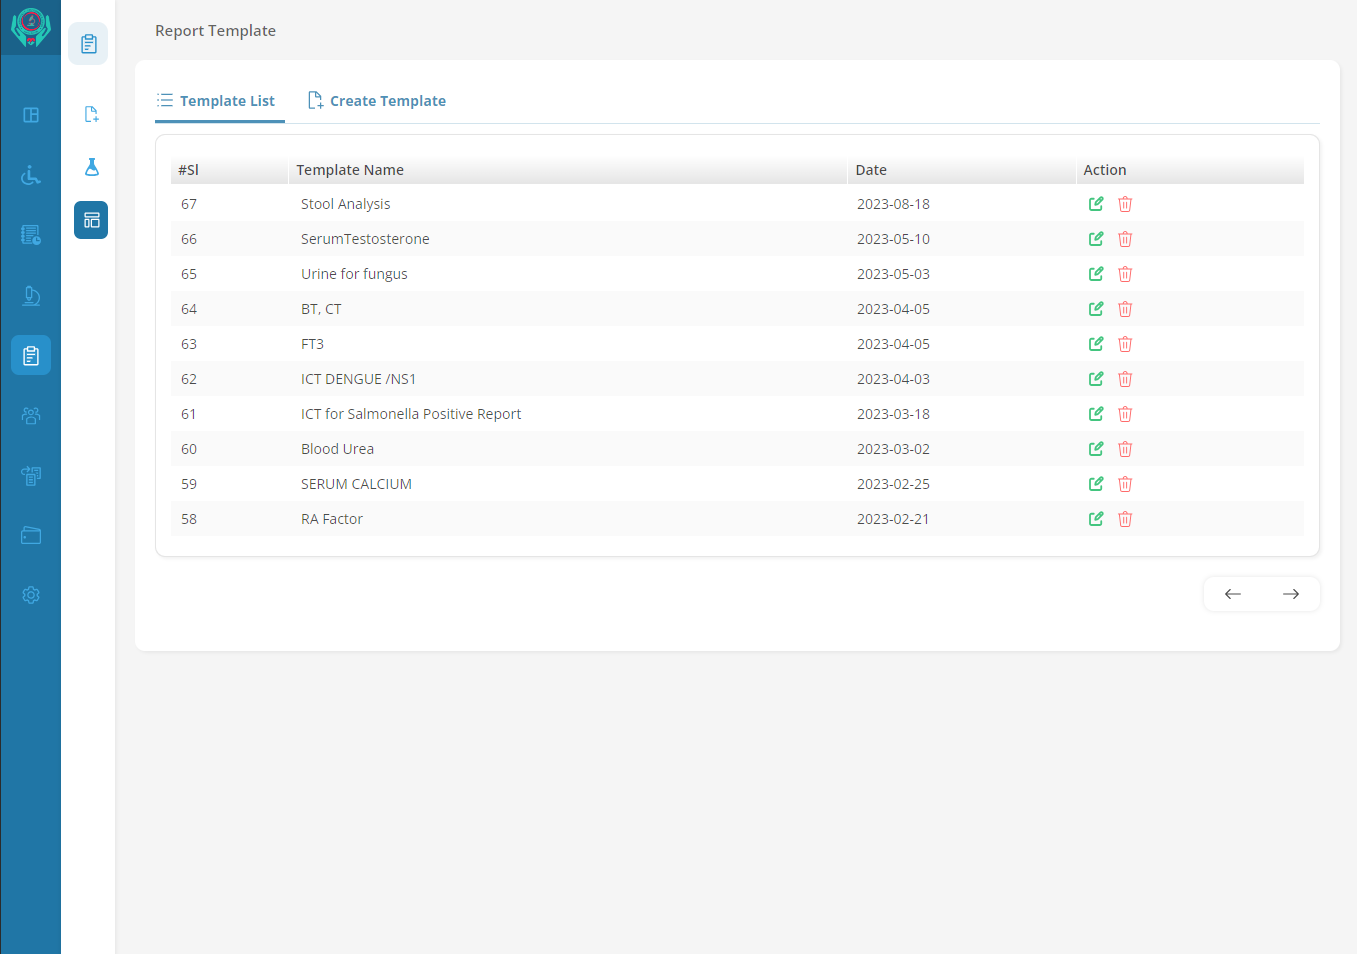 Report Template
Template List Create Template
#Sl Template Name Date Action
67 Stool Analysis 2023-08-18
66 SerumTestosterone 2023-05-10
65 Urine for fungus 2023-05-03
64 BT, CT 2023-04-05
63 FT3 2023-04-05
62 ICT DENGUE /NS1 2023-04-03
61 ICT for Salmonella Positive Report 2023-03-18
60 Blood Urea 2023-03-02
59 SERUM CALCIUM 2023-02-25
58 RA Factor 2023-02-21